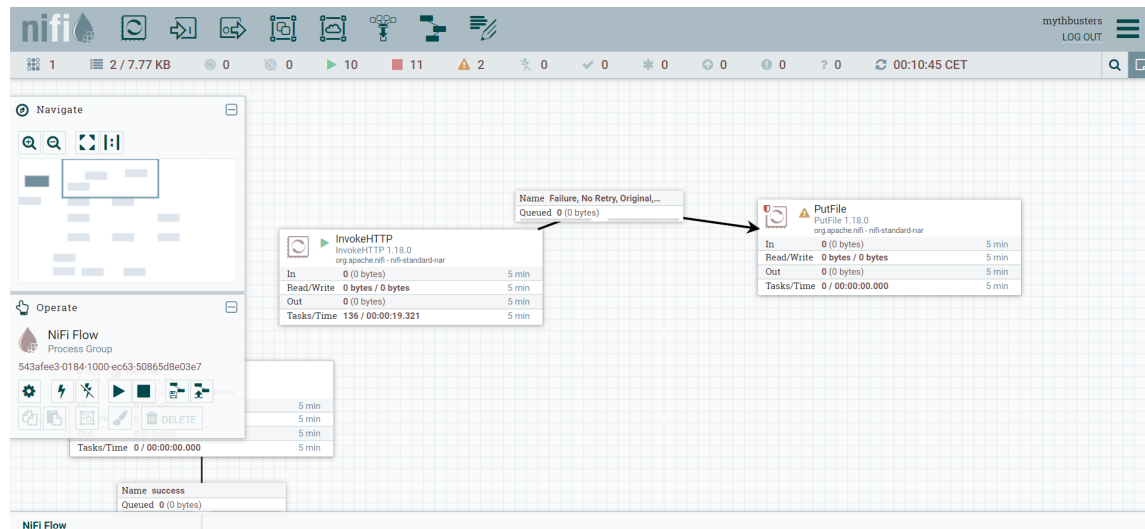 nifi
mythbusters
LOG OUT
1 2 / 7.77 KB 0 0 10 11 2 0 0 0 0 0 ? 0 00:10:45 CET
Navigate
Name Failure, No Retry, Original,...
Queued 0 (0 bytes)
PutFile
PutFile 1.18.0
org.apache.nifi - nifi-standard-nar
In 0 (0 bytes) 5 min
Read/Write 0 bytes / 0 bytes 5 min
Out 0 (0 bytes) 5 min
Tasks/Time 0 / 00:00:00.000 5 min
InvokeHTTP
InvokeHTTP 1.18.0
org.apache.nifi - nifi-standard-nar
In 0 (0 bytes) 5 min
Read/Write 0 bytes / 0 bytes 5 min
Out 0 (0 bytes) 5 min
Tasks/Time 136 / 00:00:19.321 5 min
Operate
NiFi Flow
Process Group
543afee3-0184-1000-ec63-50865d8e03e7
DELETE
5 min
5 min
5 min
Tasks/Time 0 / 00:00:00.000 5 min
Name success
Queued 0 (0 bytes)
NiFi Flow